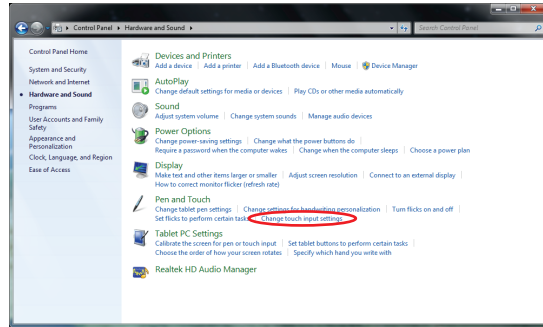 Control Panel ▸ Hardware and Sound ▸
Search Control Panel
Control Panel Home
System and Security
Network and Internet
Hardware and Sound
Programs
User Accounts and Family
Safety
Appearance and
Personalization
Clock, Language, and Region
Ease of Access
Devices and Printers
Add a device | Add a printer | Add a Bluetooth device | Mouse | Device Manager
AutoPlay
Change default settings for media or devices | Play CDs or other media automatically
Sound
Adjust system volume | Change system sounds | Manage audio devices
Power Options
Change power-saving settings | Change what the power buttons do |
Require a password when the computer wakes | Change when the computer sleeps | Choose a power plan
Display
Make text and other items larger or smaller | Adjust screen resolution | Connect to an external display |
How to correct monitor flicker (refresh rate)
Pen and Touch
Change tablet pen settings | Change settings for handwriting personalization | Turn flicks on and off |
Set flicks to perform certain tasks | Change touch input settings
Tablet PC Settings
Calibrate the screen for pen or touch input | Set tablet buttons to perform certain tasks |
Choose the order of how your screen rotates | Specify which hand you write with
Realtek HD Audio Manager